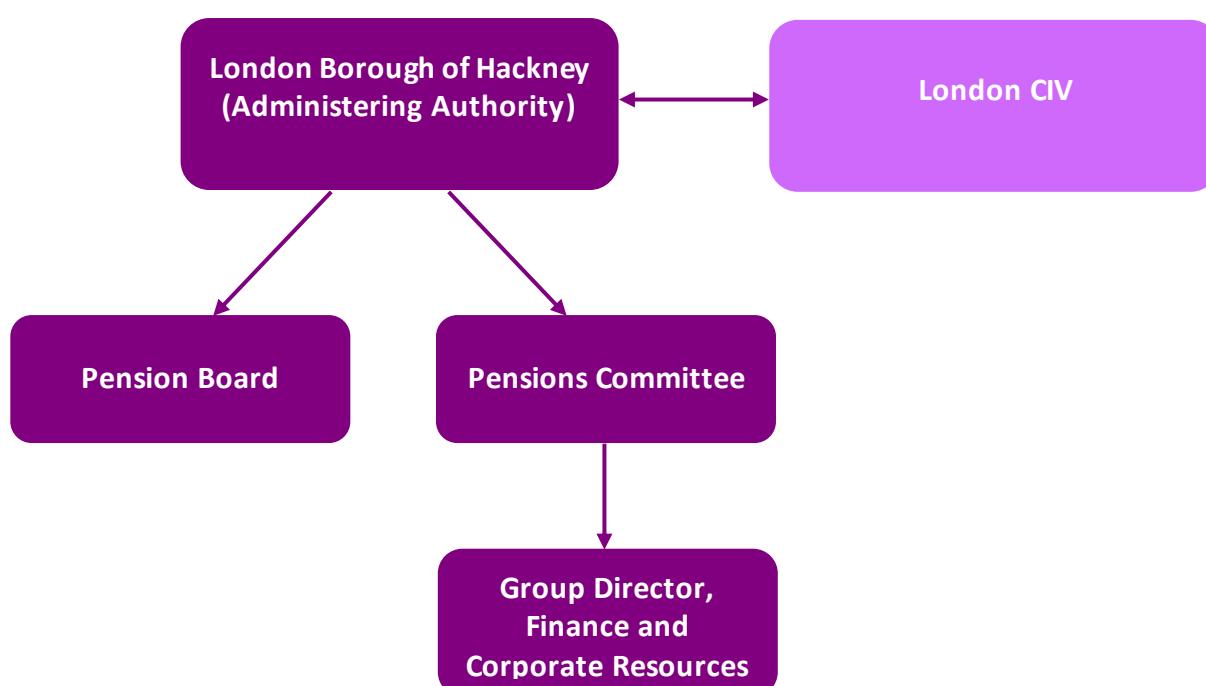 London Borough of Hackney
(Administering Authority)
London CIV
Pension Board
Pensions Committee
Group Director,
Finance and
Corporate Resources